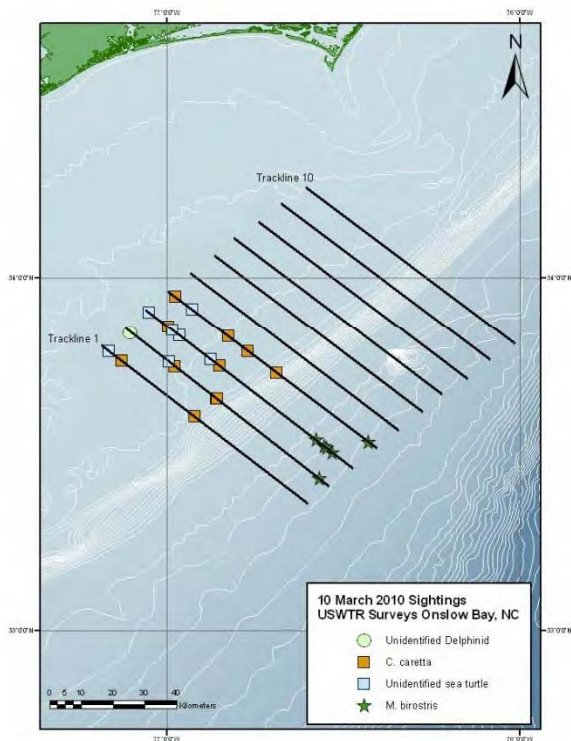 77°0'0"W
76°0'0"W
N
Trackline 10
34°0'0"N
34°0'0"N
Trackline 1
10 March 2010 Sightings
USWTR Surveys Onslow Bay, NC
Unidentified Delphinid
C. caretta
Unidentified sea turtle
M. birostris
33°0'0"N
33°0'0"N
0 5 10 20 30 40
Kilometers
77°0'0"W
76°0'0"W